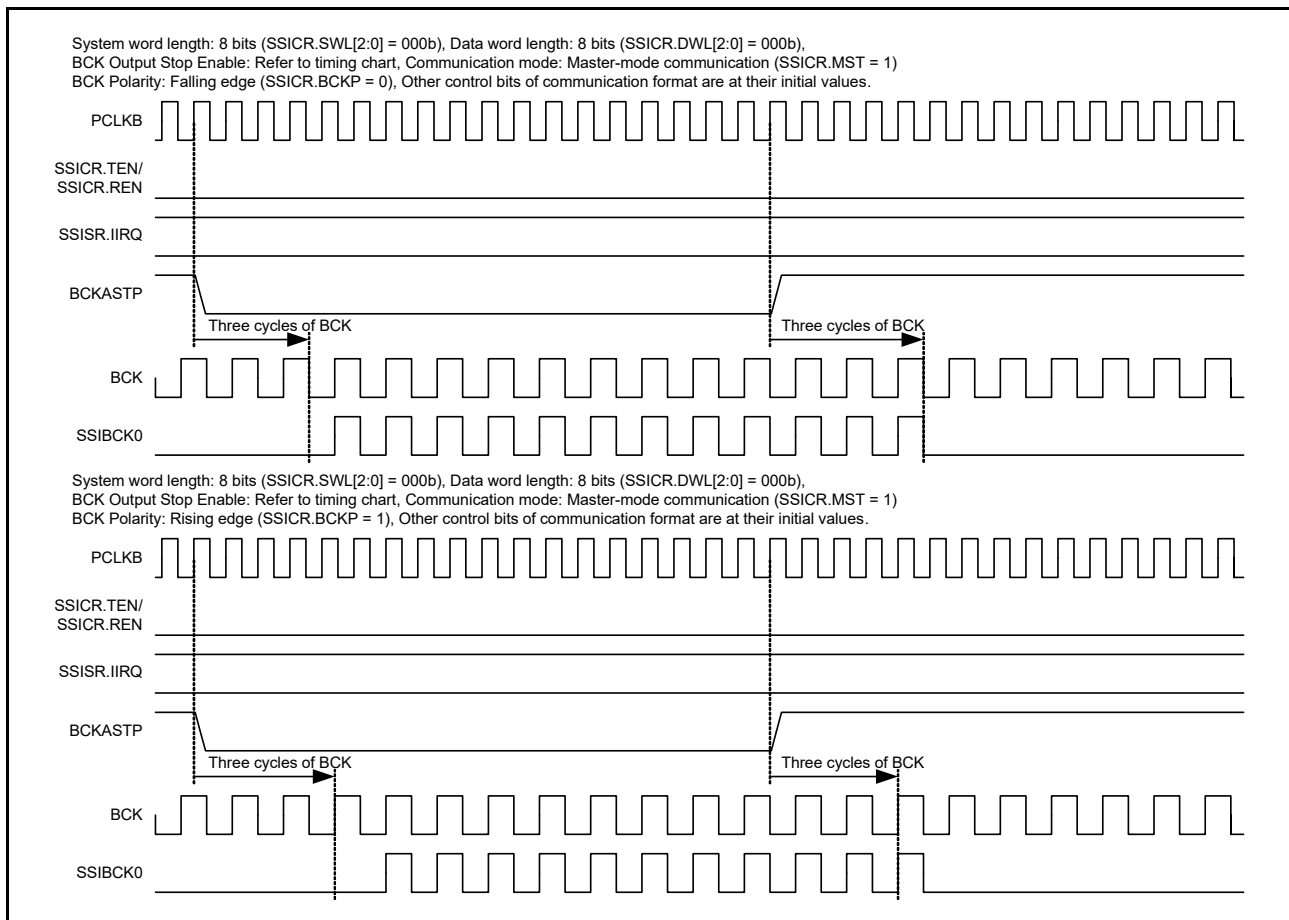 System word length: 8 bits (SSICR.SWL[2:0] = 000b), Data word length: 8 bits (SSICR.DWL[2:0] = 000b),
BCK Output Stop Enable: Refer to timing chart, Communication mode: Master-mode communication (SSICR.MST = 1)
BCK Polarity: Falling edge (SSICR.BCKP = 0), Other control bits of communication format are at their initial values.
PCLKB
SSICR.TEN/
SSICR.REN
SSISR.IIRQ
BCKASTP
Three cycles of BCK Three cycles of BCK
BCK
SSIBCK0
System word length: 8 bits (SSICR.SWL[2:0] = 000b), Data word length: 8 bits (SSICR.DWL[2:0] = 000b),
BCK Output Stop Enable: Refer to timing chart, Communication mode: Master-mode communication (SSICR.MST = 1)
BCK Polarity: Rising edge (SSICR.BCKP = 1), Other control bits of communication format are at their initial values.
PCLKB
SSICR.TEN/
SSICR.REN
SSISR.IIRQ
BCKASTP
Three cycles of BCK Three cycles of BCK
BCK
SSIBCK0